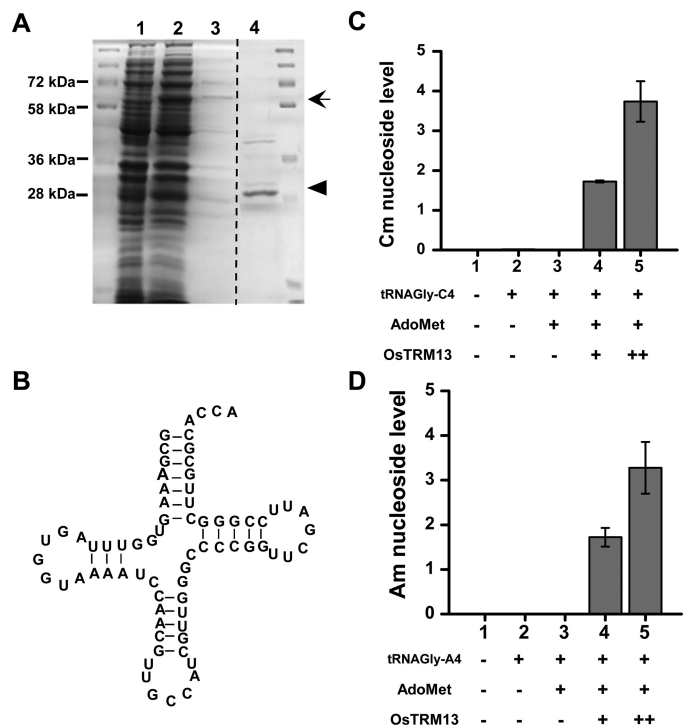 A
1 2 3 4
72 kDa
58 kDa
36 kDa
28 kDa
B
A C C A
G G G C C
U U A G C U U
G G C C C
A G U G G U A
U U U G G U
A A A U C C
C A A C G
U U G C C A U
C
Cm nucleoside level
5
4
3
2
1
0
1 2 3 4 5
tRNAGly-C4 - + + + +
AdoMet - - + + +
OsTRM13 - - - + ++
D
Am nucleoside level
5
4
3
2
1
0
1 2 3 4 5
tRNAGly-A4 - + + + +
AdoMet - - + + +
OsTRM13 - - - + ++